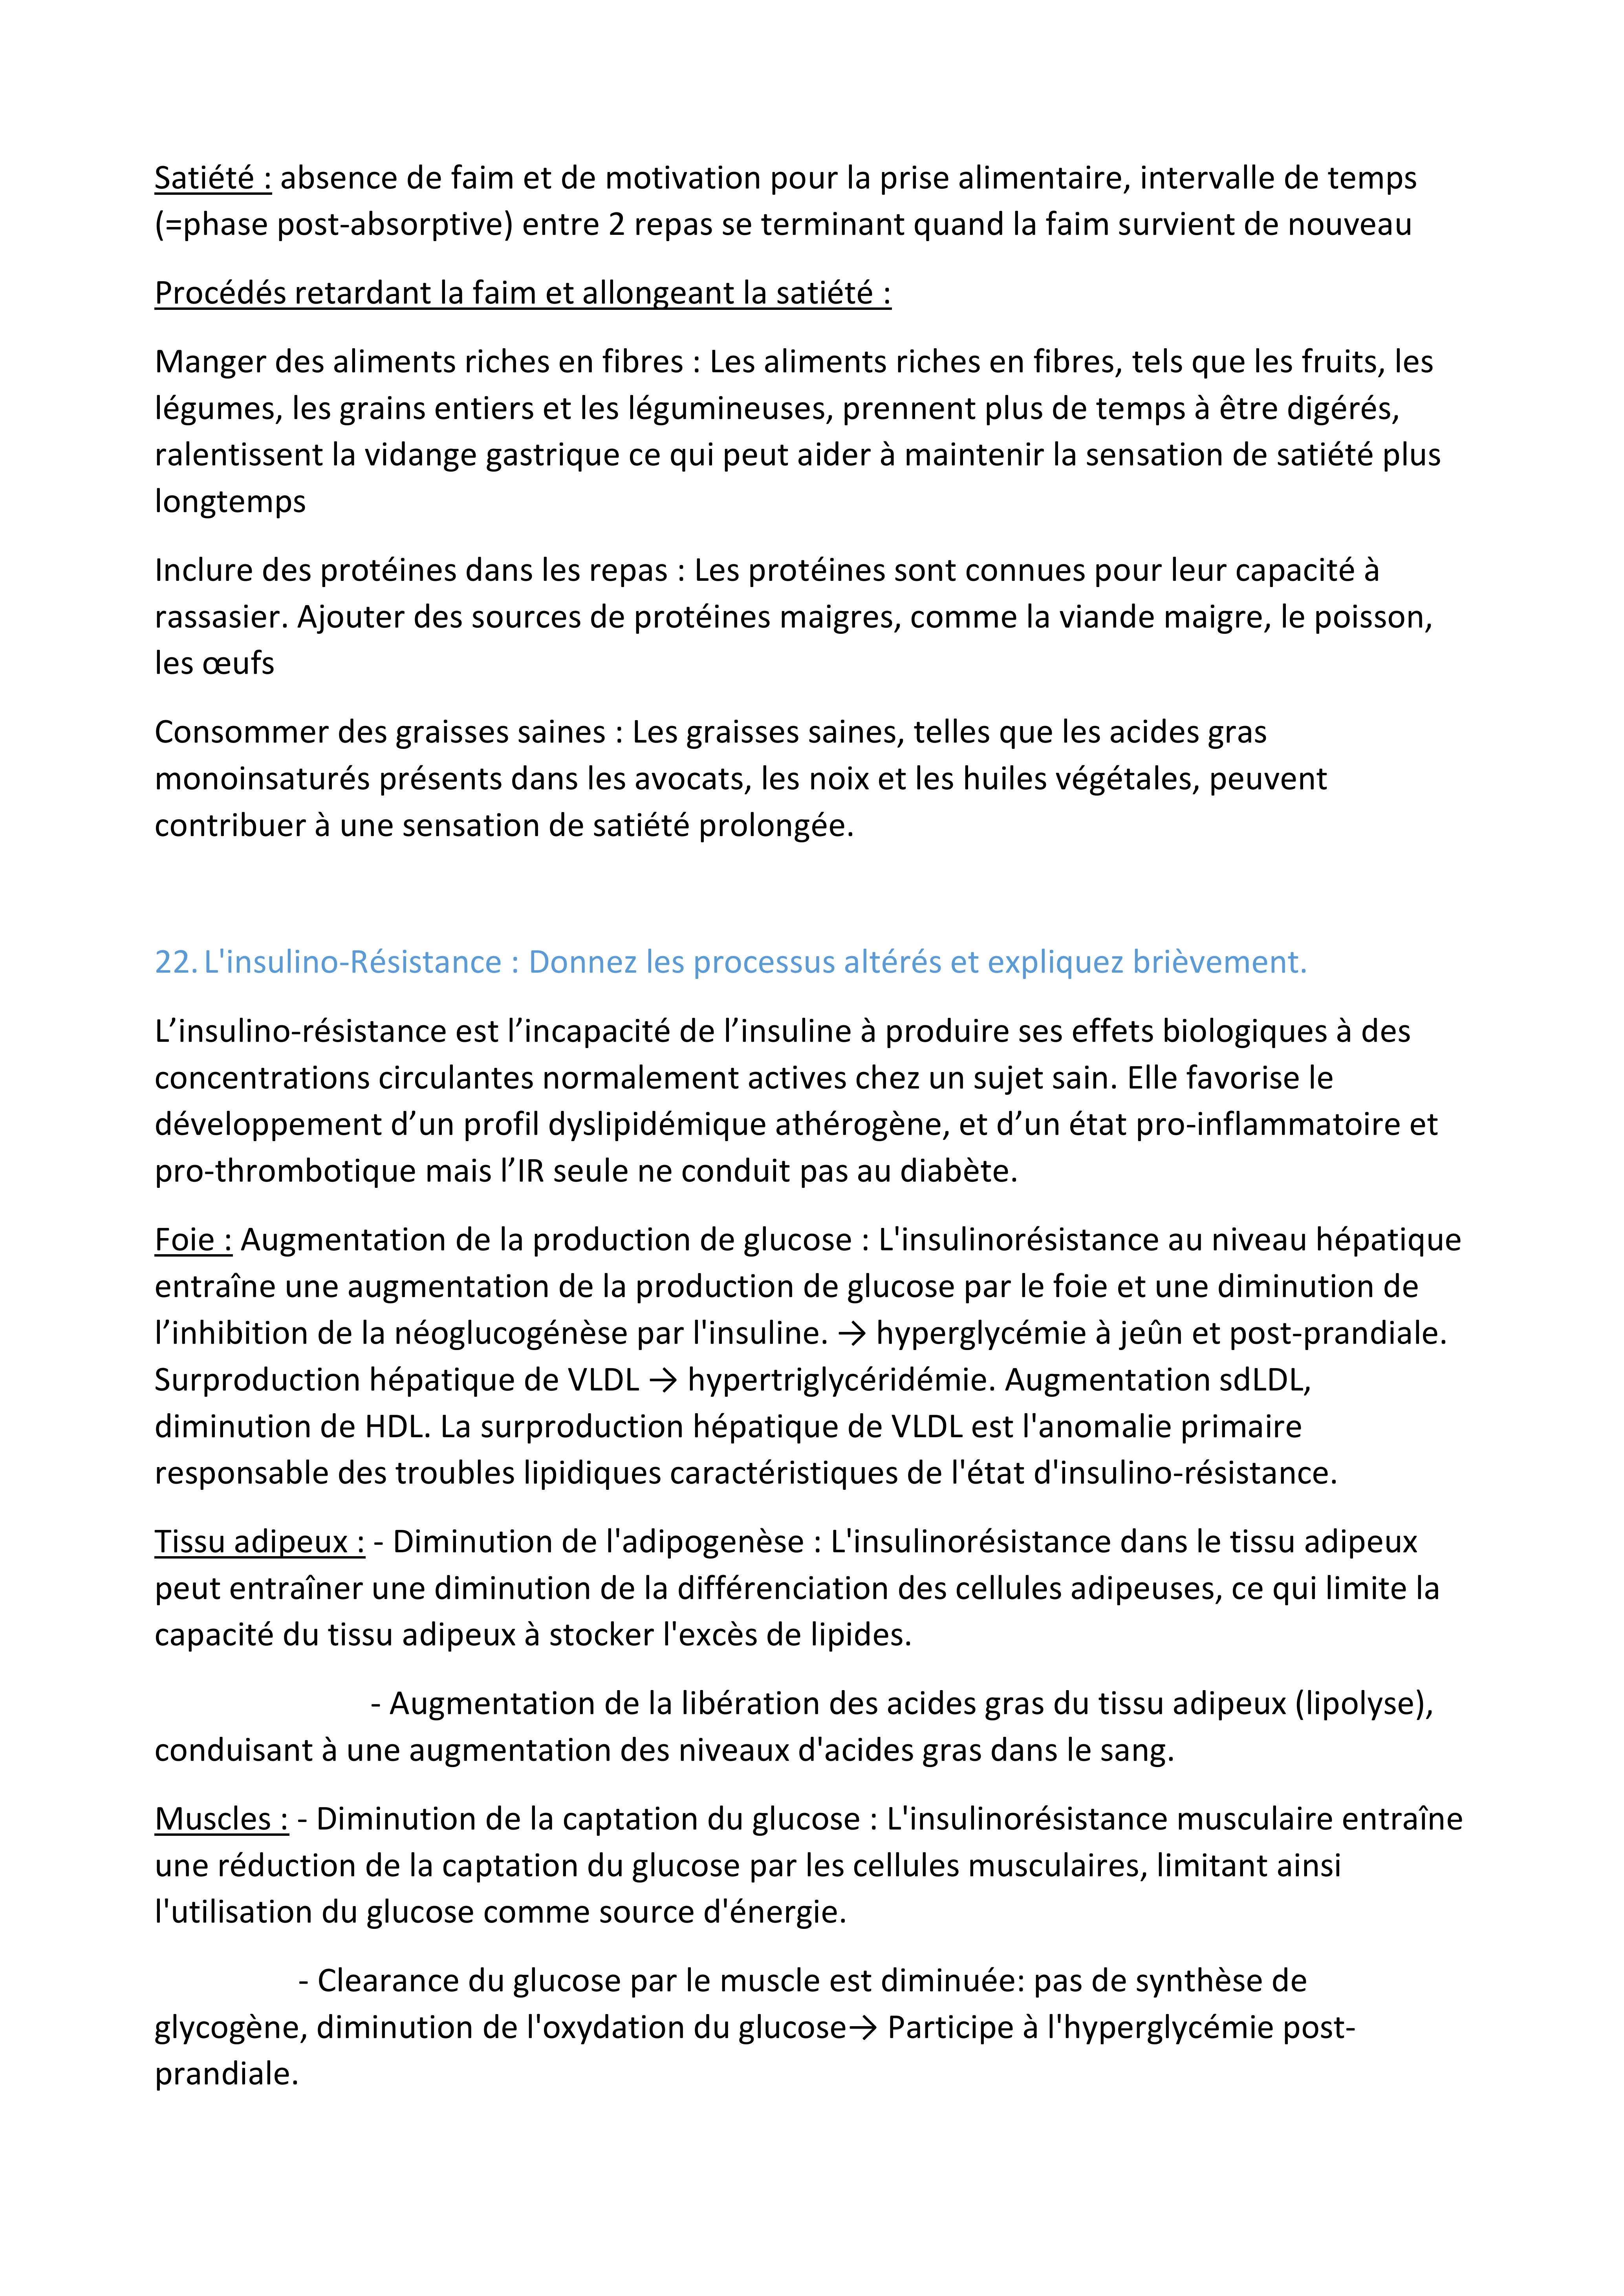 Satiété : absence de faim et de motivation pour la prise alimentaire, intervalle de temps
(=phase post-absorptive) entre 2 repas se terminant quand la faim survient de nouveau
Procédés retardant la faim et allongeant la satiété :
Manger des aliments riches en fibres : Les aliments riches en fibres, tels que les fruits, les
légumes, les grains entiers et les légumineuses, prennent plus de temps à être digérés,
ralentissent la vidange gastrique ce qui peut aider à maintenir la sensation de satiété plus
longtemps
Inclure des protéines dans les repas : Les protéines sont connues pour leur capacité à
rassasier. Ajouter des sources de protéines maigres, comme la viande maigre, le poisson,
les œufs
Consommer des graisses saines : Les graisses saines, telles que les acides gras
monoinsaturés présents dans les avocats, les noix et les huiles végétales, peuvent
contribuer à une sensation de satiété prolongée.
22. L'insulino-Résistance : Donnez les processus altérés et expliquez brièvement.
L’insulino-résistance est l’incapacité de l’insuline à produire ses effets biologiques à des
concentrations circulantes normalement actives chez un sujet sain. Elle favorise le
développement d’un profil dyslipidémique athérogène, et d’un état pro-inflammatoire et
pro-thrombotique mais l’IR seule ne conduit pas au diabète.
Foie : Augmentation de la production de glucose : L'insulinorésistance au niveau hépatique
entraîne une augmentation de la production de glucose par le foie et une diminution de
l’inhibition de la néoglucogénèse par l'insuline. → hyperglycémie à jeûn et post-prandiale.
Surproduction hépatique de VLDL → hypertriglycéridémie. Augmentation sdLDL,
diminution de HDL. La surproduction hépatique de VLDL est l'anomalie primaire
responsable des troubles lipidiques caractéristiques de l'état d'insulino-résistance.
Tissu adipeux : - Diminution de l'adipogenèse : L'insulinorésistance dans le tissu adipeux
peut entraîner une diminution de la différenciation des cellules adipeuses, ce qui limite la
capacité du tissu adipeux à stocker l'excès de lipides.
- Augmentation de la libération des acides gras du tissu adipeux (lipolyse),
conduisant à une augmentation des niveaux d'acides gras dans le sang.
Muscles : - Diminution de la captation du glucose : L'insulinorésistance musculaire entraîne
une réduction de la captation du glucose par les cellules musculaires, limitant ainsi
l'utilisation du glucose comme source d'énergie.
- Clearance du glucose par le muscle est diminuée: pas de synthèse de
glycogène, diminution de l'oxydation du glucose→ Participe à l'hyperglycémie post-
prandiale.